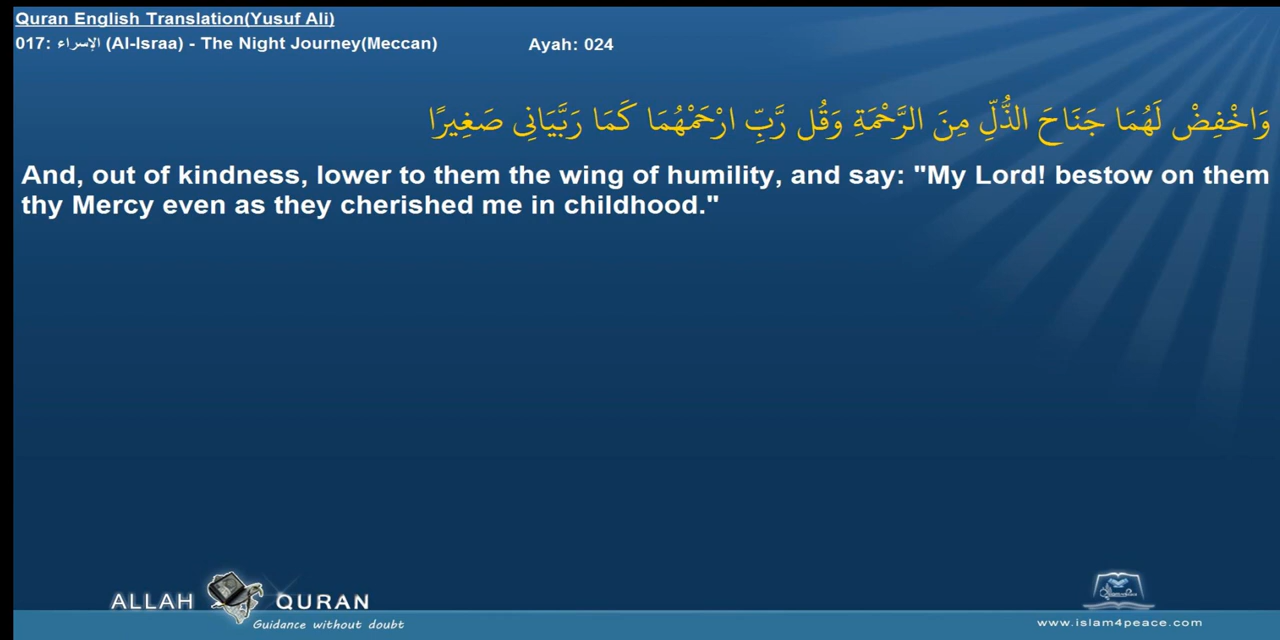 Quran English Translation(Yusuf Ali)
017: الإسراء (Al-Israa) - The Night Journey(Meccan) Ayah: 024
وَاخْفِضْ لَهُمَا جَنَاحَ الذُّلِّ مِنَ الرَّحْمَةِ وَقُل رَّبِّ ارْحَمْهُمَا كَمَا رَبَّيَانِى صَغِيرًا
And, out of kindness, lower to them the wing of humility, and say: "My Lord! bestow on them
thy Mercy even as they cherished me in childhood."
ALLAH QURAN
Guidance without doubt
www.islam4peace.com